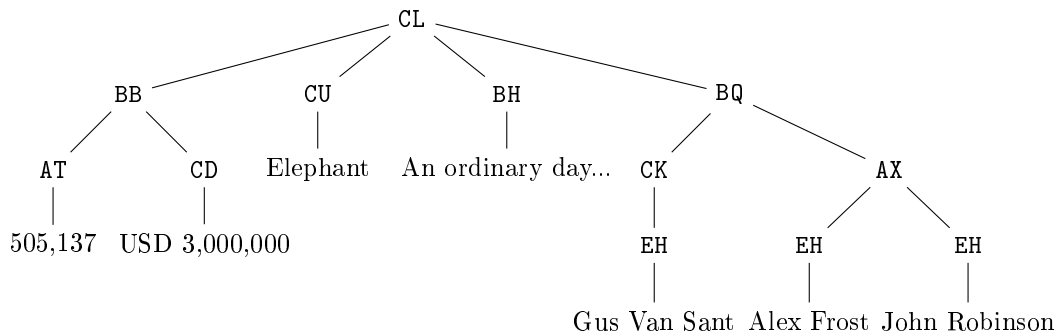 CL
BB CU BH BQ
AT CD Elephant An ordinary day... CK AX
505,137 USD 3,000,000 EH EH EH
Gus Van Sant Alex Frost John Robinson